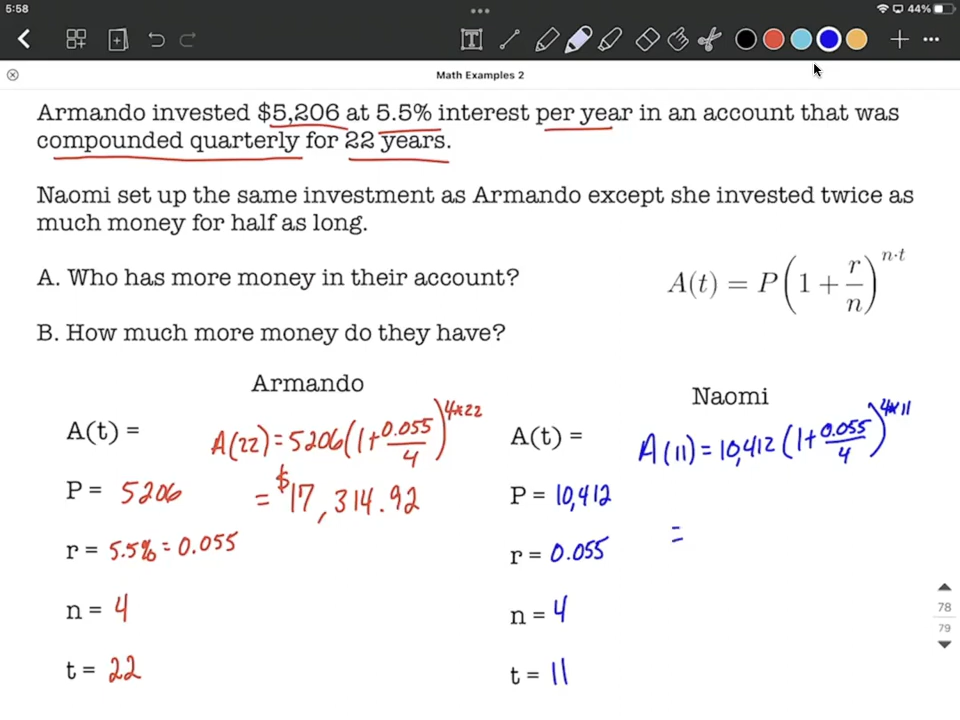 5:58
44%
Math Examples 2
Armando invested $5,206 at 5.5% interest per year in an account that was
compounded quarterly for 22 years.
Naomi set up the same investment as Armando except she invested twice as
much money for half as long.
A. Who has more money in their account?
A(t) = P(1 + r/n)^{n·t}
B. How much more money do they have?
Armando
A(t) =
A(22) = 5206(1 + 0.055/4)^{4×22}
P = 5206
= $17,314.92
r = 5.5% = 0.055
n = 4
t = 22
Naomi
A(t) =
A(11) = 10,412(1 + 0.055/4)^{4×11}
P = 10,412
=
r = 0.055
n = 4
t = 11
78
79